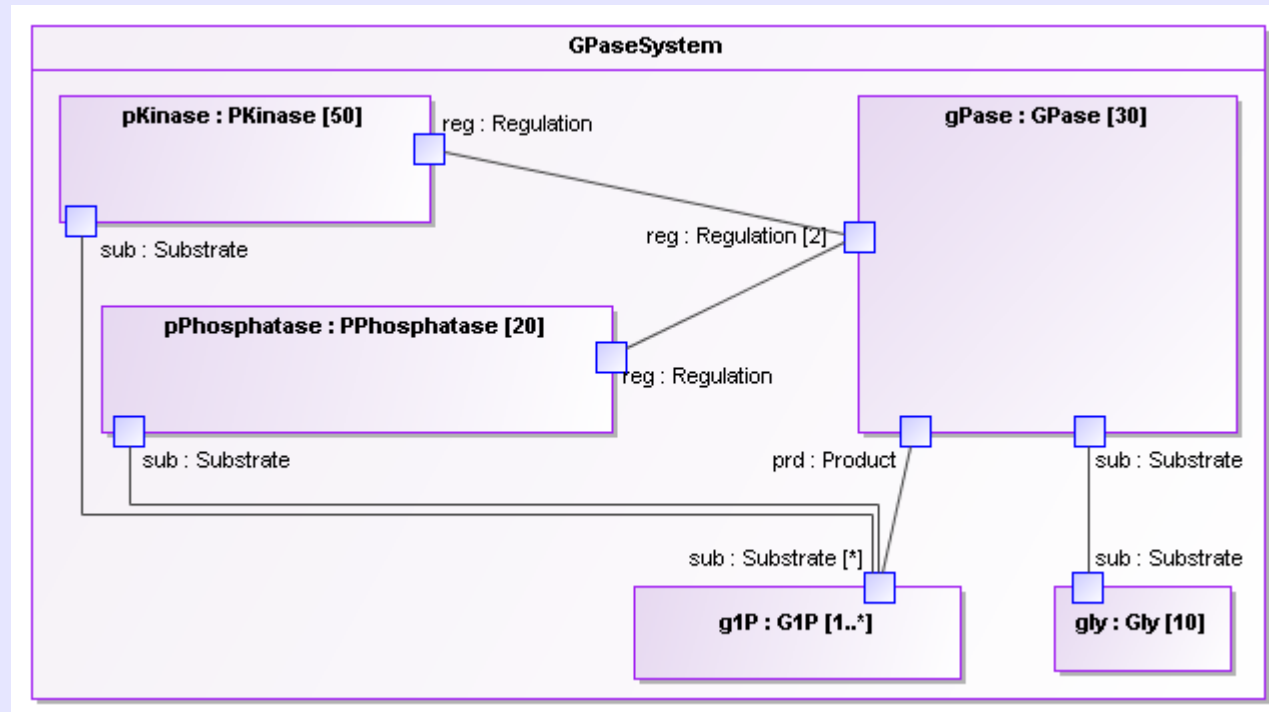 GPaseSystem
pKinase : PKinase [50]
reg : Regulation
gPase : GPase [30]
sub : Substrate
reg : Regulation [2]
pPhosphatase : PPhosphatase [20]
reg : Regulation
sub : Substrate
prd : Product
sub : Substrate
sub : Substrate [*]
sub : Substrate
g1P : G1P [1..*]
gly : Gly [10]